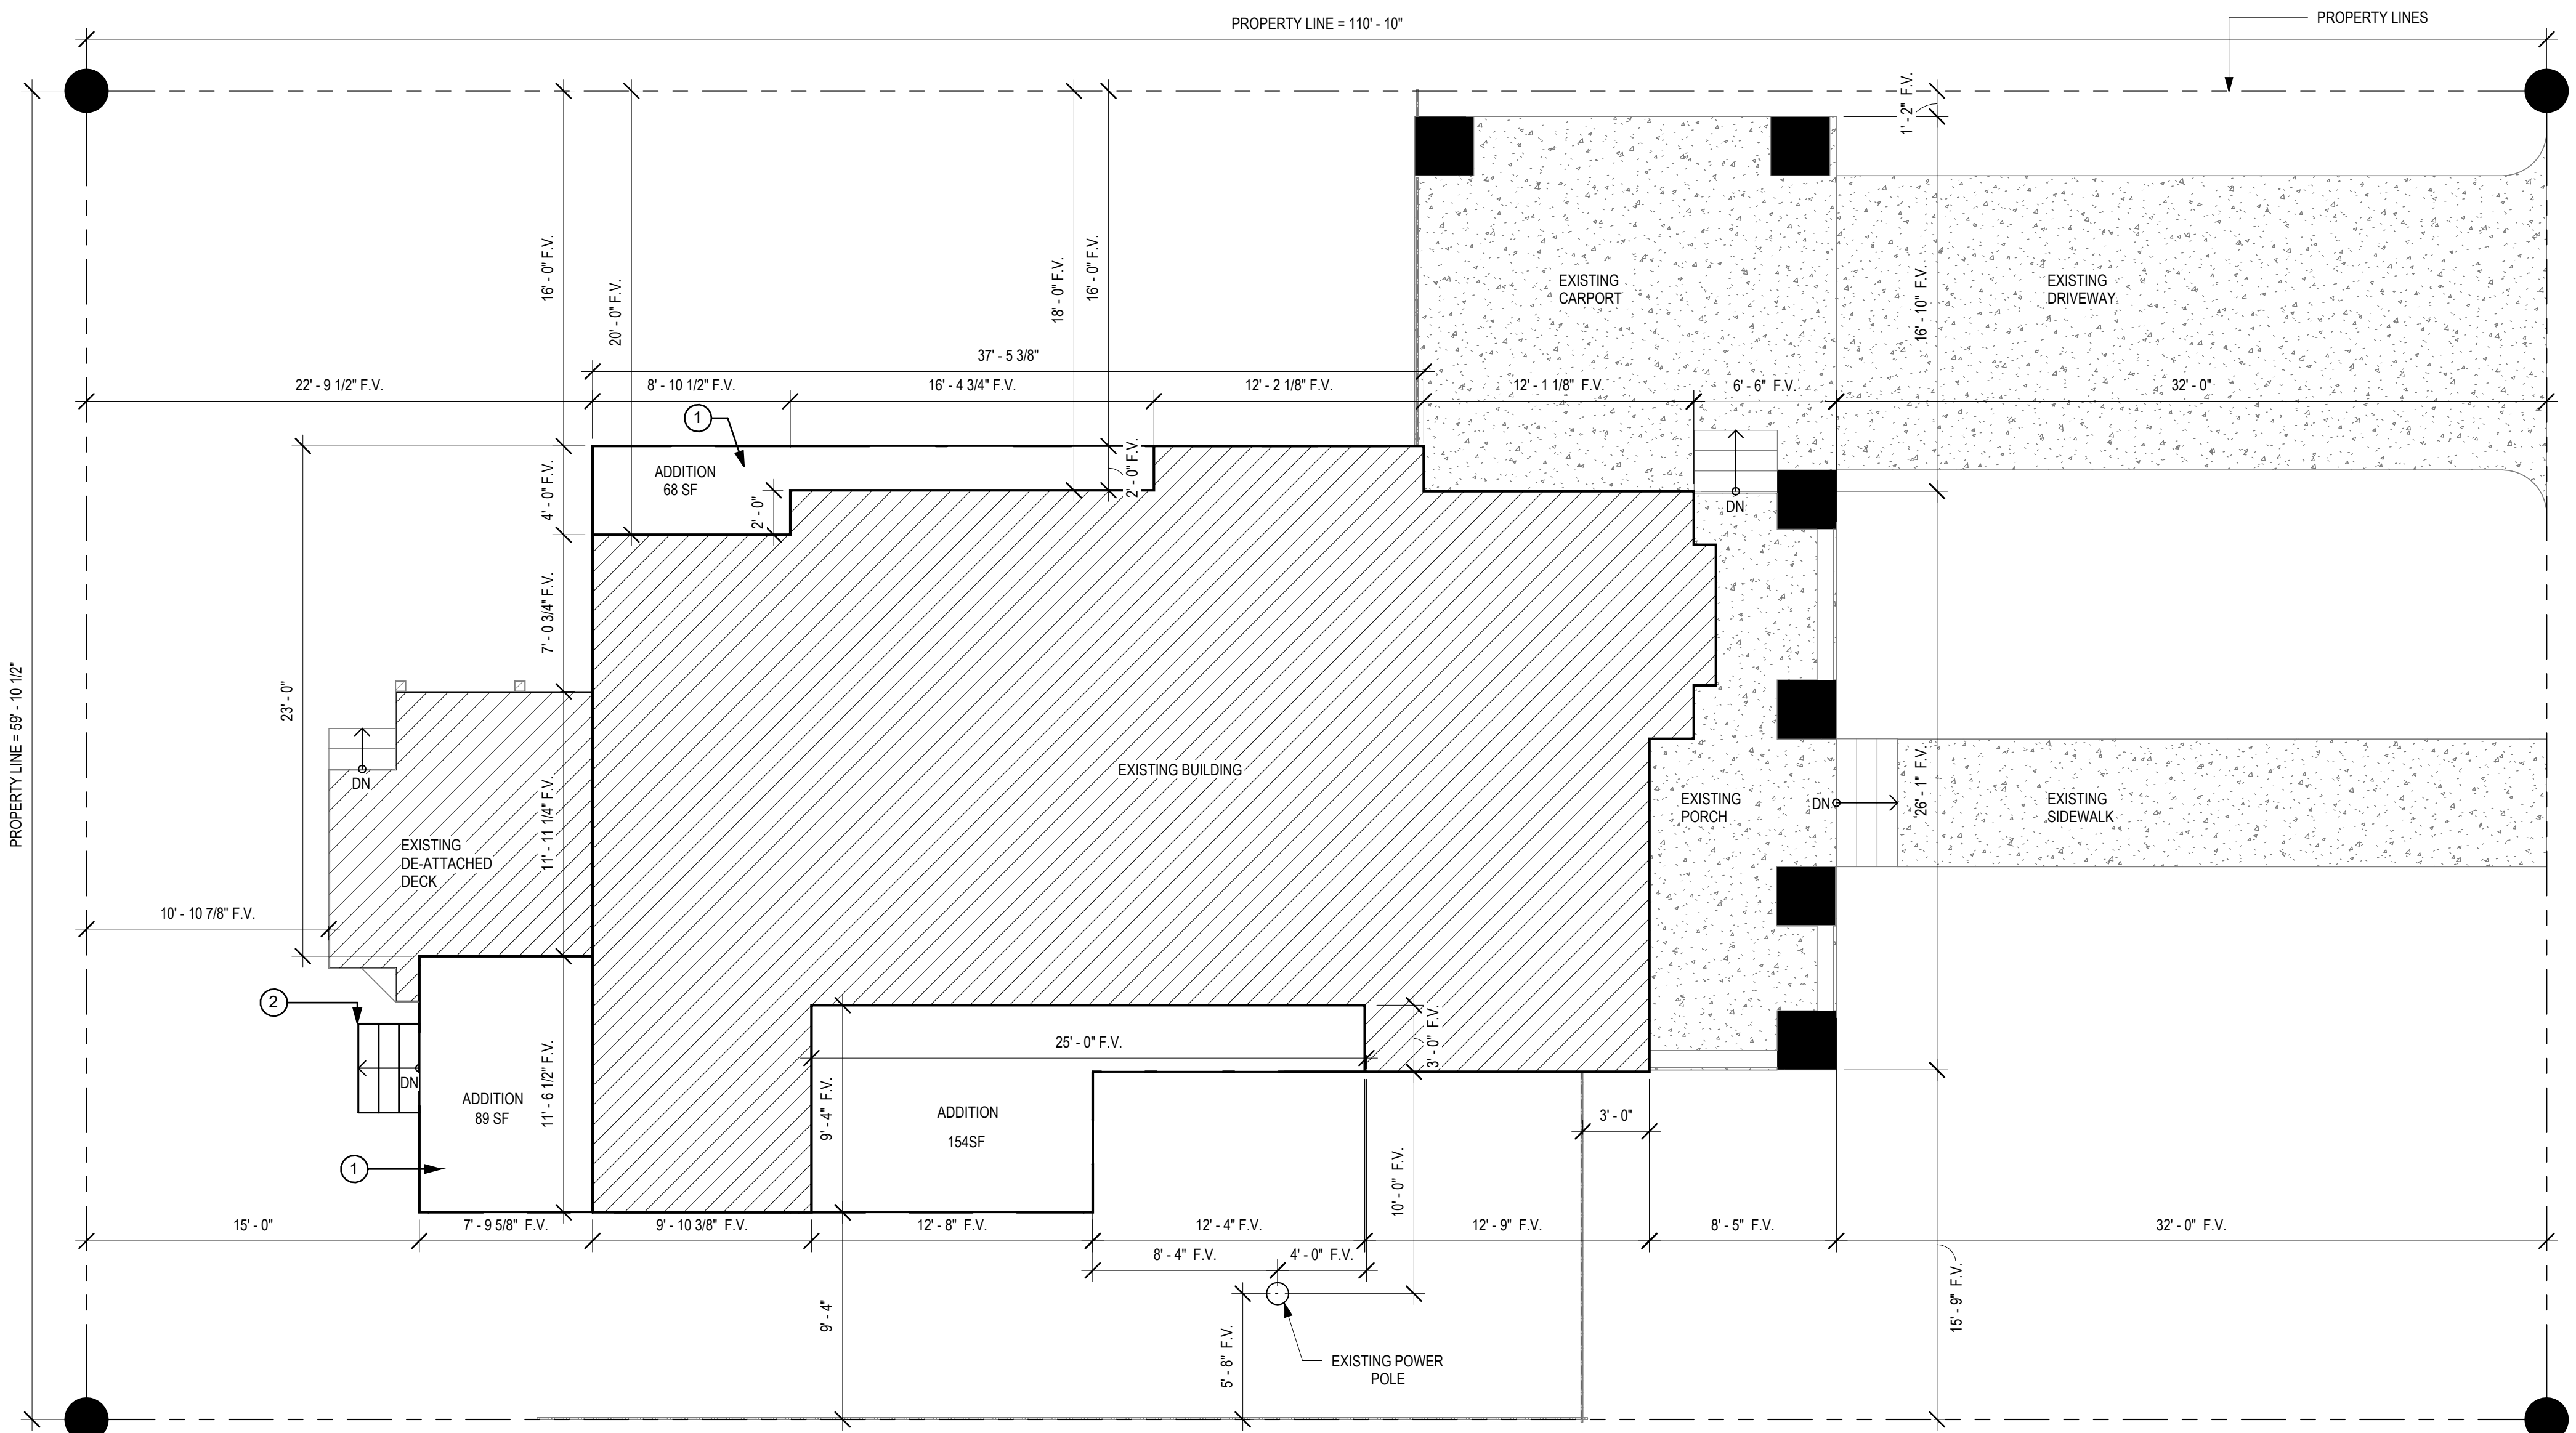 PROPERTY LINE = 110' - 10"
PROPERTY LINES
1' - 2" F.V.
16' - 0" F.V.
20' - 0" F.V.
18' - 0" F.V.
16' - 0" F.V.
EXISTING
CARPORT
16' - 10" F.V.
EXISTING
DRIVEWAY
37' - 5 3/8"
22' - 9 1/2" F.V.
8' - 10 1/2" F.V.
16' - 4 3/4" F.V.
12' - 2 1/8" F.V.
12' - 1 1/8" F.V.
6' - 6" F.V.
32' - 0"
1
ADDITION
68 SF
4' - 0" F.V.
2' - 0"
2' - 0" F.V.
DN
7' - 0 3/4" F.V.
23' - 0"
PROPERTY LINE = 59' - 10 1/2"
DN
EXISTING BUILDING
11' - 11 1/4" F.V.
EXISTING
DE-ATTACHED
DECK
EXISTING
PORCH
DN
26' - 1" F.V.
EXISTING
SIDEWALK
10' - 10 7/8" F.V.
2
25' - 0" F.V.
3' - 0" F.V.
DN
ADDITION
89 SF
11' - 6 1/2" F.V.
9' - 4" F.V.
ADDITION
154SF
3' - 0"
1
10' - 0" F.V.
15' - 0"
7' - 9 5/8" F.V.
9' - 10 3/8" F.V.
12' - 8" F.V.
12' - 4" F.V.
12' - 9" F.V.
8' - 5" F.V.
32' - 0" F.V.
8' - 4" F.V.
4' - 0" F.V.
9' - 4"
15' - 9" F.V.
5' - 8" F.V.
EXISTING POWER
POLE